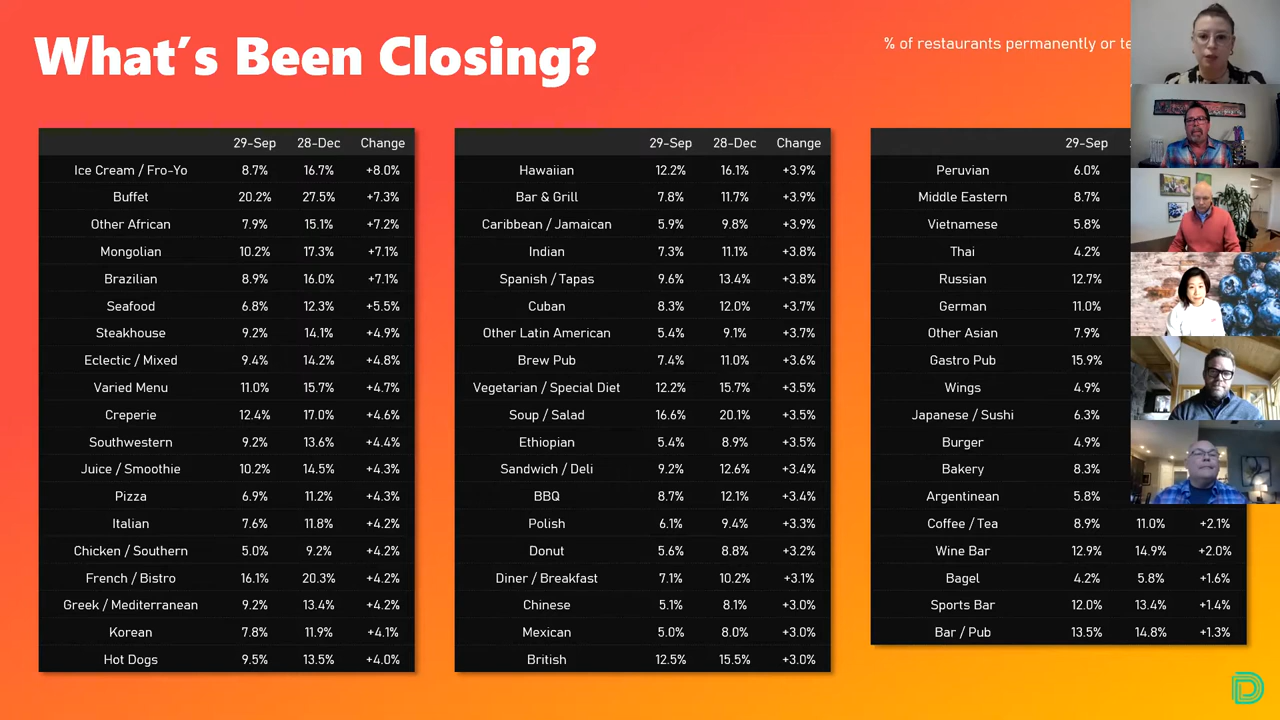 What's Been Closing?
% of restaurants permanently or
29-Sep 28-Dec Change
Ice Cream / Fro-Yo 8.7% 16.7% +8.0%
Buffet 20.2% 27.5% +7.3%
Other African 7.9% 15.1% +7.2%
Mongolian 10.2% 17.3% +7.1%
Brazilian 8.9% 16.0% +7.1%
Seafood 6.8% 12.3% +5.5%
Steakhouse 9.2% 14.1% +4.9%
Eclectic / Mixed 9.4% 14.2% +4.8%
Varied Menu 11.0% 15.7% +4.7%
Creperie 12.4% 17.0% +4.6%
Southwestern 9.2% 13.6% +4.4%
Juice / Smoothie 10.2% 14.5% +4.3%
Pizza 6.9% 11.2% +4.3%
Italian 7.6% 11.8% +4.2%
Chicken / Southern 5.0% 9.2% +4.2%
French / Bistro 16.1% 20.3% +4.2%
Greek / Mediterranean 9.2% 13.4% +4.2%
Korean 7.8% 11.9% +4.1%
Hot Dogs 9.5% 13.5% +4.0%
29-Sep 28-Dec Change
Hawaiian 12.2% 16.1% +3.9%
Bar & Grill 7.8% 11.7% +3.9%
Caribbean / Jamaican 5.9% 9.8% +3.9%
Indian 7.3% 11.1% +3.8%
Spanish / Tapas 9.6% 13.4% +3.8%
Cuban 8.3% 12.0% +3.7%
Other Latin American 5.4% 9.1% +3.7%
Brew Pub 7.4% 11.0% +3.6%
Vegetarian / Special Diet 12.2% 15.7% +3.5%
Soup / Salad 16.6% 20.1% +3.5%
Ethiopian 5.4% 8.9% +3.5%
Sandwich / Deli 9.2% 12.6% +3.4%
BBQ 8.7% 12.1% +3.4%
Polish 6.1% 9.4% +3.3%
Donut 5.6% 8.8% +3.2%
Diner / Breakfast 7.1% 10.2% +3.1%
Chinese 5.1% 8.1% +3.0%
Mexican 5.0% 8.0% +3.0%
British 12.5% 15.5% +3.0%
29-Sep
Peruvian 6.0%
Middle Eastern 8.7%
Vietnamese 5.8%
Thai 4.2%
Russian 12.7%
German 11.0%
Other Asian 7.9%
Gastro Pub 15.9%
Wings 4.9%
Japanese / Sushi 6.3%
Burger 4.9%
Bakery 8.3%
Argentinean 5.8%
Coffee / Tea 8.9% 11.0% +2.1%
Wine Bar 12.9% 14.9% +2.0%
Bagel 4.2% 5.8% +1.6%
Sports Bar 12.0% 13.4% +1.4%
Bar / Pub 13.5% 14.8% +1.3%